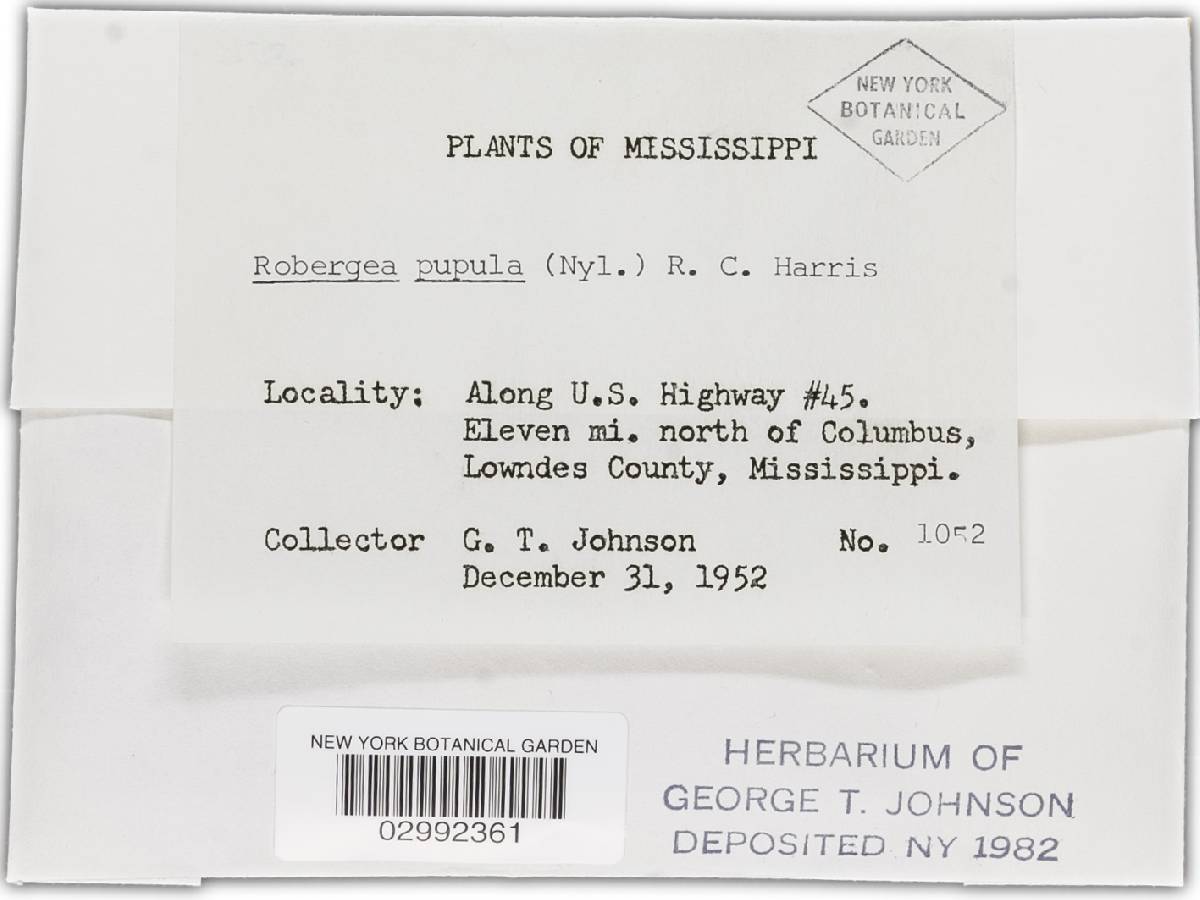 NEW YORK
BOTANICAL
GARDEN
PLANTS OF MISSISSIPPI
Robergea pupula (Nyl.) R. C. Harris
Locality: Along U.S. Highway #45.
Eleven mi. north of Columbus,
Lowndes County, Mississippi.
Collector G. T. Johnson No. 1052
December 31, 1952
NEW YORK BOTANICAL GARDEN
02992361
HERBARIUM OF
GEORGE T. JOHNSON
DEPOSITED NY 1982